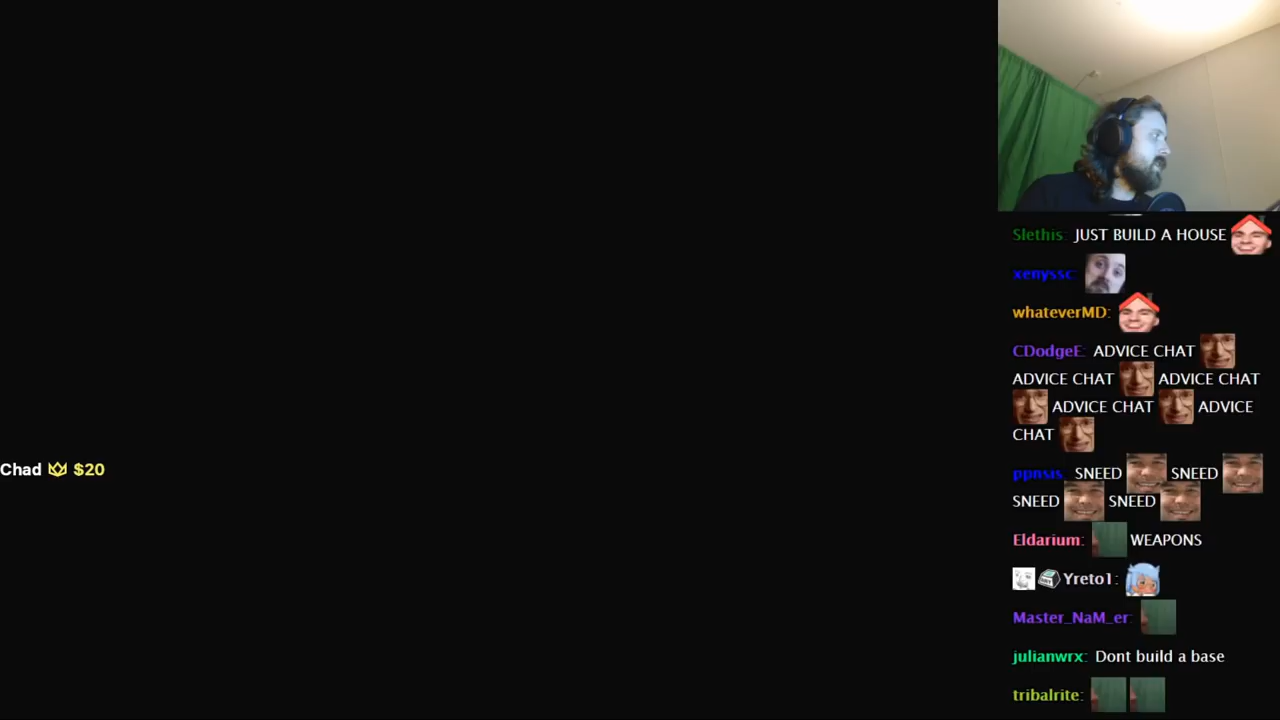 Slethis: JUST BUILD A HOUSE
xenyssc:
whateverMD:
CDodgeE: ADVICE CHAT
ADVICE CHAT ADVICE CHAT
ADVICE CHAT ADVICE
CHAT
Chad $20
ppnsis: SNEED SNEED
SNEED SNEED
Eldarium: WEAPONS
Yreto1:
Master_NaM_er:
julianwrx: Dont build a base
tribalrite: